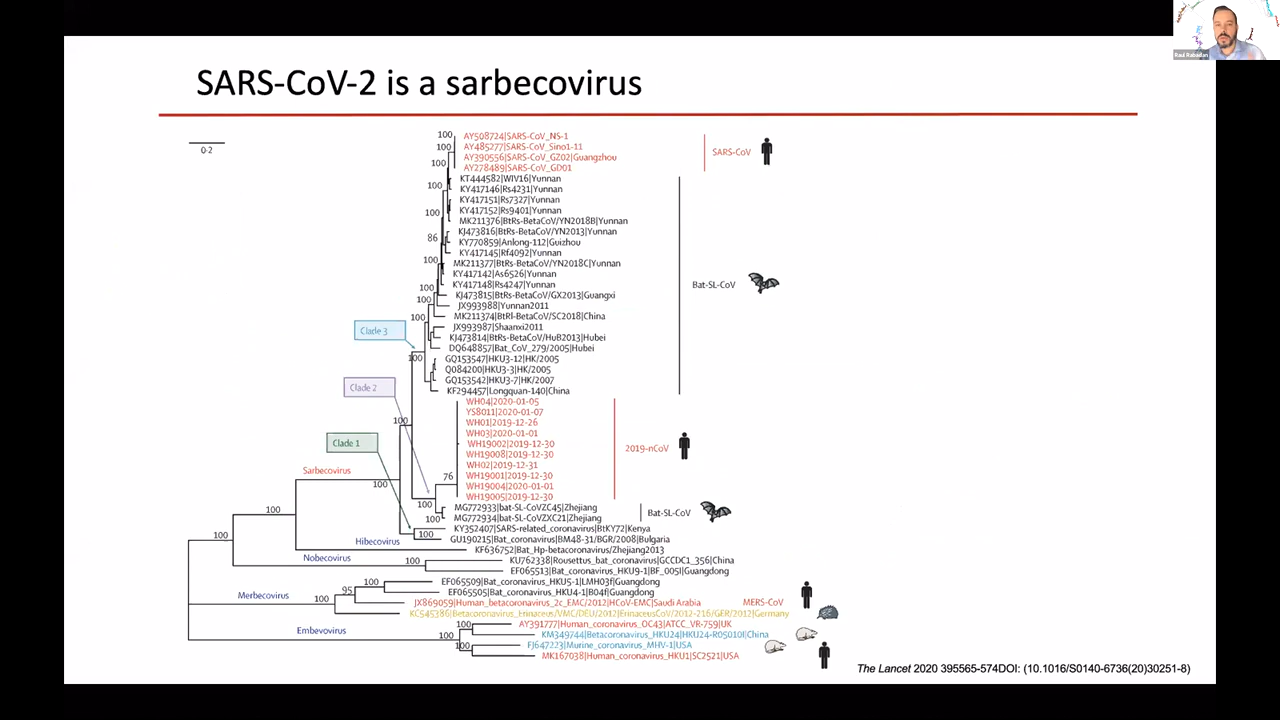 SARS-CoV-2 is a sarbecovirus
0·2
100
AY508724|SARS-CoV_NS-1
100
AY485277|SARS-CoV_Sino1-11
AY390556|SARS-CoV_GZ02|Guangzhou
SARS-CoV
100
AY278489|SARS-CoV_GD01
KT444582|WIV16|Yunnan
100
KY417146|Rs4231|Yunnan
KY417151|Rs7327|Yunnan
100
KY417152|Rs9401|Yunnan
MK211376|BtRs-BetaCoV/YN2018B|Yunnan
KJ473816|BtRs-BetaCoV/YN2013|Yunnan
86
KY770859|Anlong-112|Guizhou
KY417145|Rf4092|Yunnan
100
MK211377|BtRs-BetaCoV/YN2018C|Yunnan
KY417142|As6526|Yunnan
100
KY417148|Rs4247|Yunnan
Bat-SL-CoV
100
KJ473815|BtRs-BetaCoV/GX2013|Guangxi
JX993988|Yunnan2011
100
MK211374|BtRl-BetaCoV/SC2018|China
Clade 3
JX993987|Shaanxi2011
KJ473814|BtRs-BetaCoV/HuB2013|Hubei
DQ648857|Bat_CoV_279/2005|Hubei
100
GQ153547|HKU3-12|HK/2005
Q084200|HKU3-3|HK/2005
GQ153542|HKU3-7|HK/2007
Clade 2
KF294457|Longquan-140|China
WH04|2020-01-05
YS8011|2020-01-07
100
WH01|2019-12-26
WH03|2020-01-01
Clade 1
WH19002|2019-12-30
2019-nCoV
WH19008|2019-12-30
WH02|2019-12-31
Sarbecovirus
76
WH19001|2019-12-30
100
WH19004|2020-01-01
WH19005|2019-12-30
100
MG772933|bat-SL-CoVZC45|Zhejiang
Bat-SL-CoV
100
100
MG772934|bat-SL-CoVZXC21|Zhejiang
KY352407|SARS-related_coronavirus|BtKY72|Kenya
100
100
GU190215|Bat_coronavirus|BM48-31/BGR/2008|Bulgaria
Hibecovirus
KF636752|Bat_Hp-betacoronavirus/Zhejiang2013
Nobecovirus
100
KU762338|Rousettus_bat_coronavirus|GCCDC1_356|China
EF065513|Bat_coronavirus_HKU9-1|BF_005I|Guangdong
100
EF065509|Bat_coronavirus_HKU5-1|LMH03f|Guangdong
95
EF065505|Bat_coronavirus_HKU4-1|B04f|Guangdong
Merbecovirus
100
JX869059|Human_betacoronavirus_2c_EMC/2012|HCoV-EMC|Saudi Arabia
MERS-CoV
KC545386|Betacoronavirus_Erinaceus/VMC/DEU/2012|ErinaceusCoV/2012-216/GER/2012|Germany
100
AY391777|Human_coronavirus_OC43|ATCC_VR-759|UK
Embevovirus
100
KM349744|Betacoronavirus_HKU24|HKU24-R05010I|China
100
FJ647223|Murine_coronavirus_MHV-1|USA
MK167038|Human_coronavirus_HKU1|SC2521|USA
The Lancet 2020 395565-574DOI: (10.1016/S0140-6736(20)30251-8)